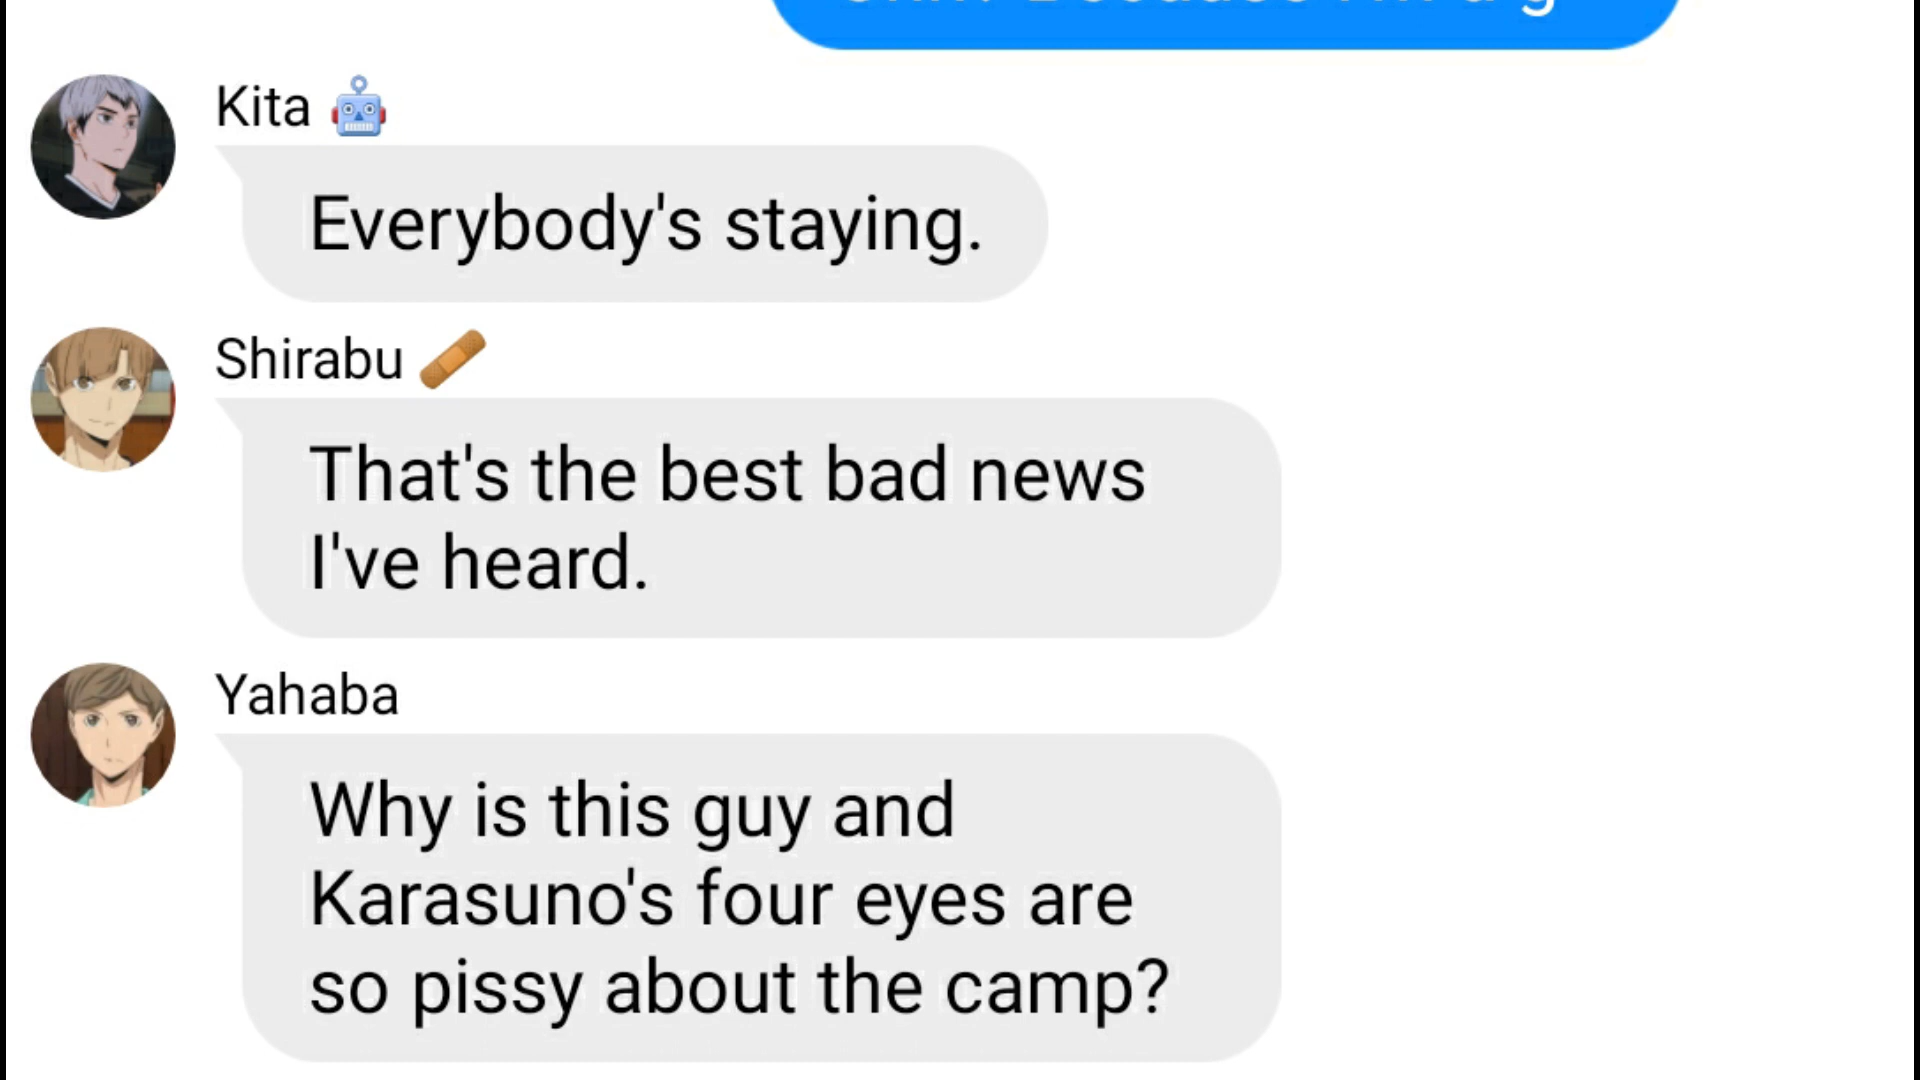 Kita 🤖
Everybody's staying.
Shirabu 🩹
That's the best bad news
I've heard.
Yahaba
Why is this guy and
Karasuno's four eyes are
so pissy about the camp?